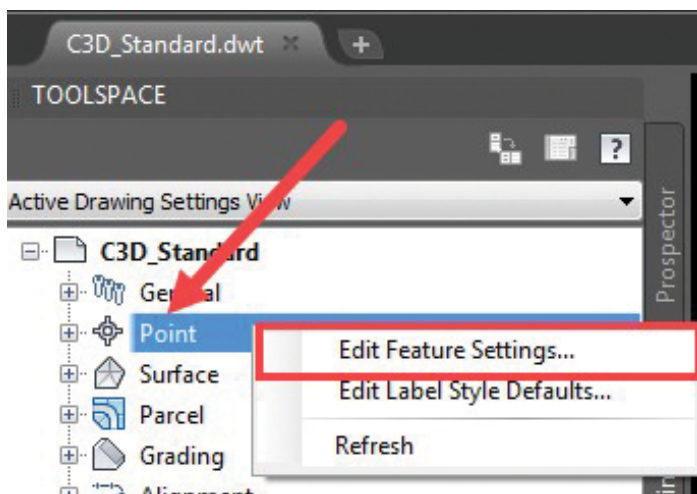 C3D_Standard.dwt
TOOLSPACE
?
Active Drawing Settings View
Prospector
C3D_Standard
General
Point
Edit Feature Settings...
Surface
Edit Label Style Defaults...
Parcel
Refresh
Grading
Alignment